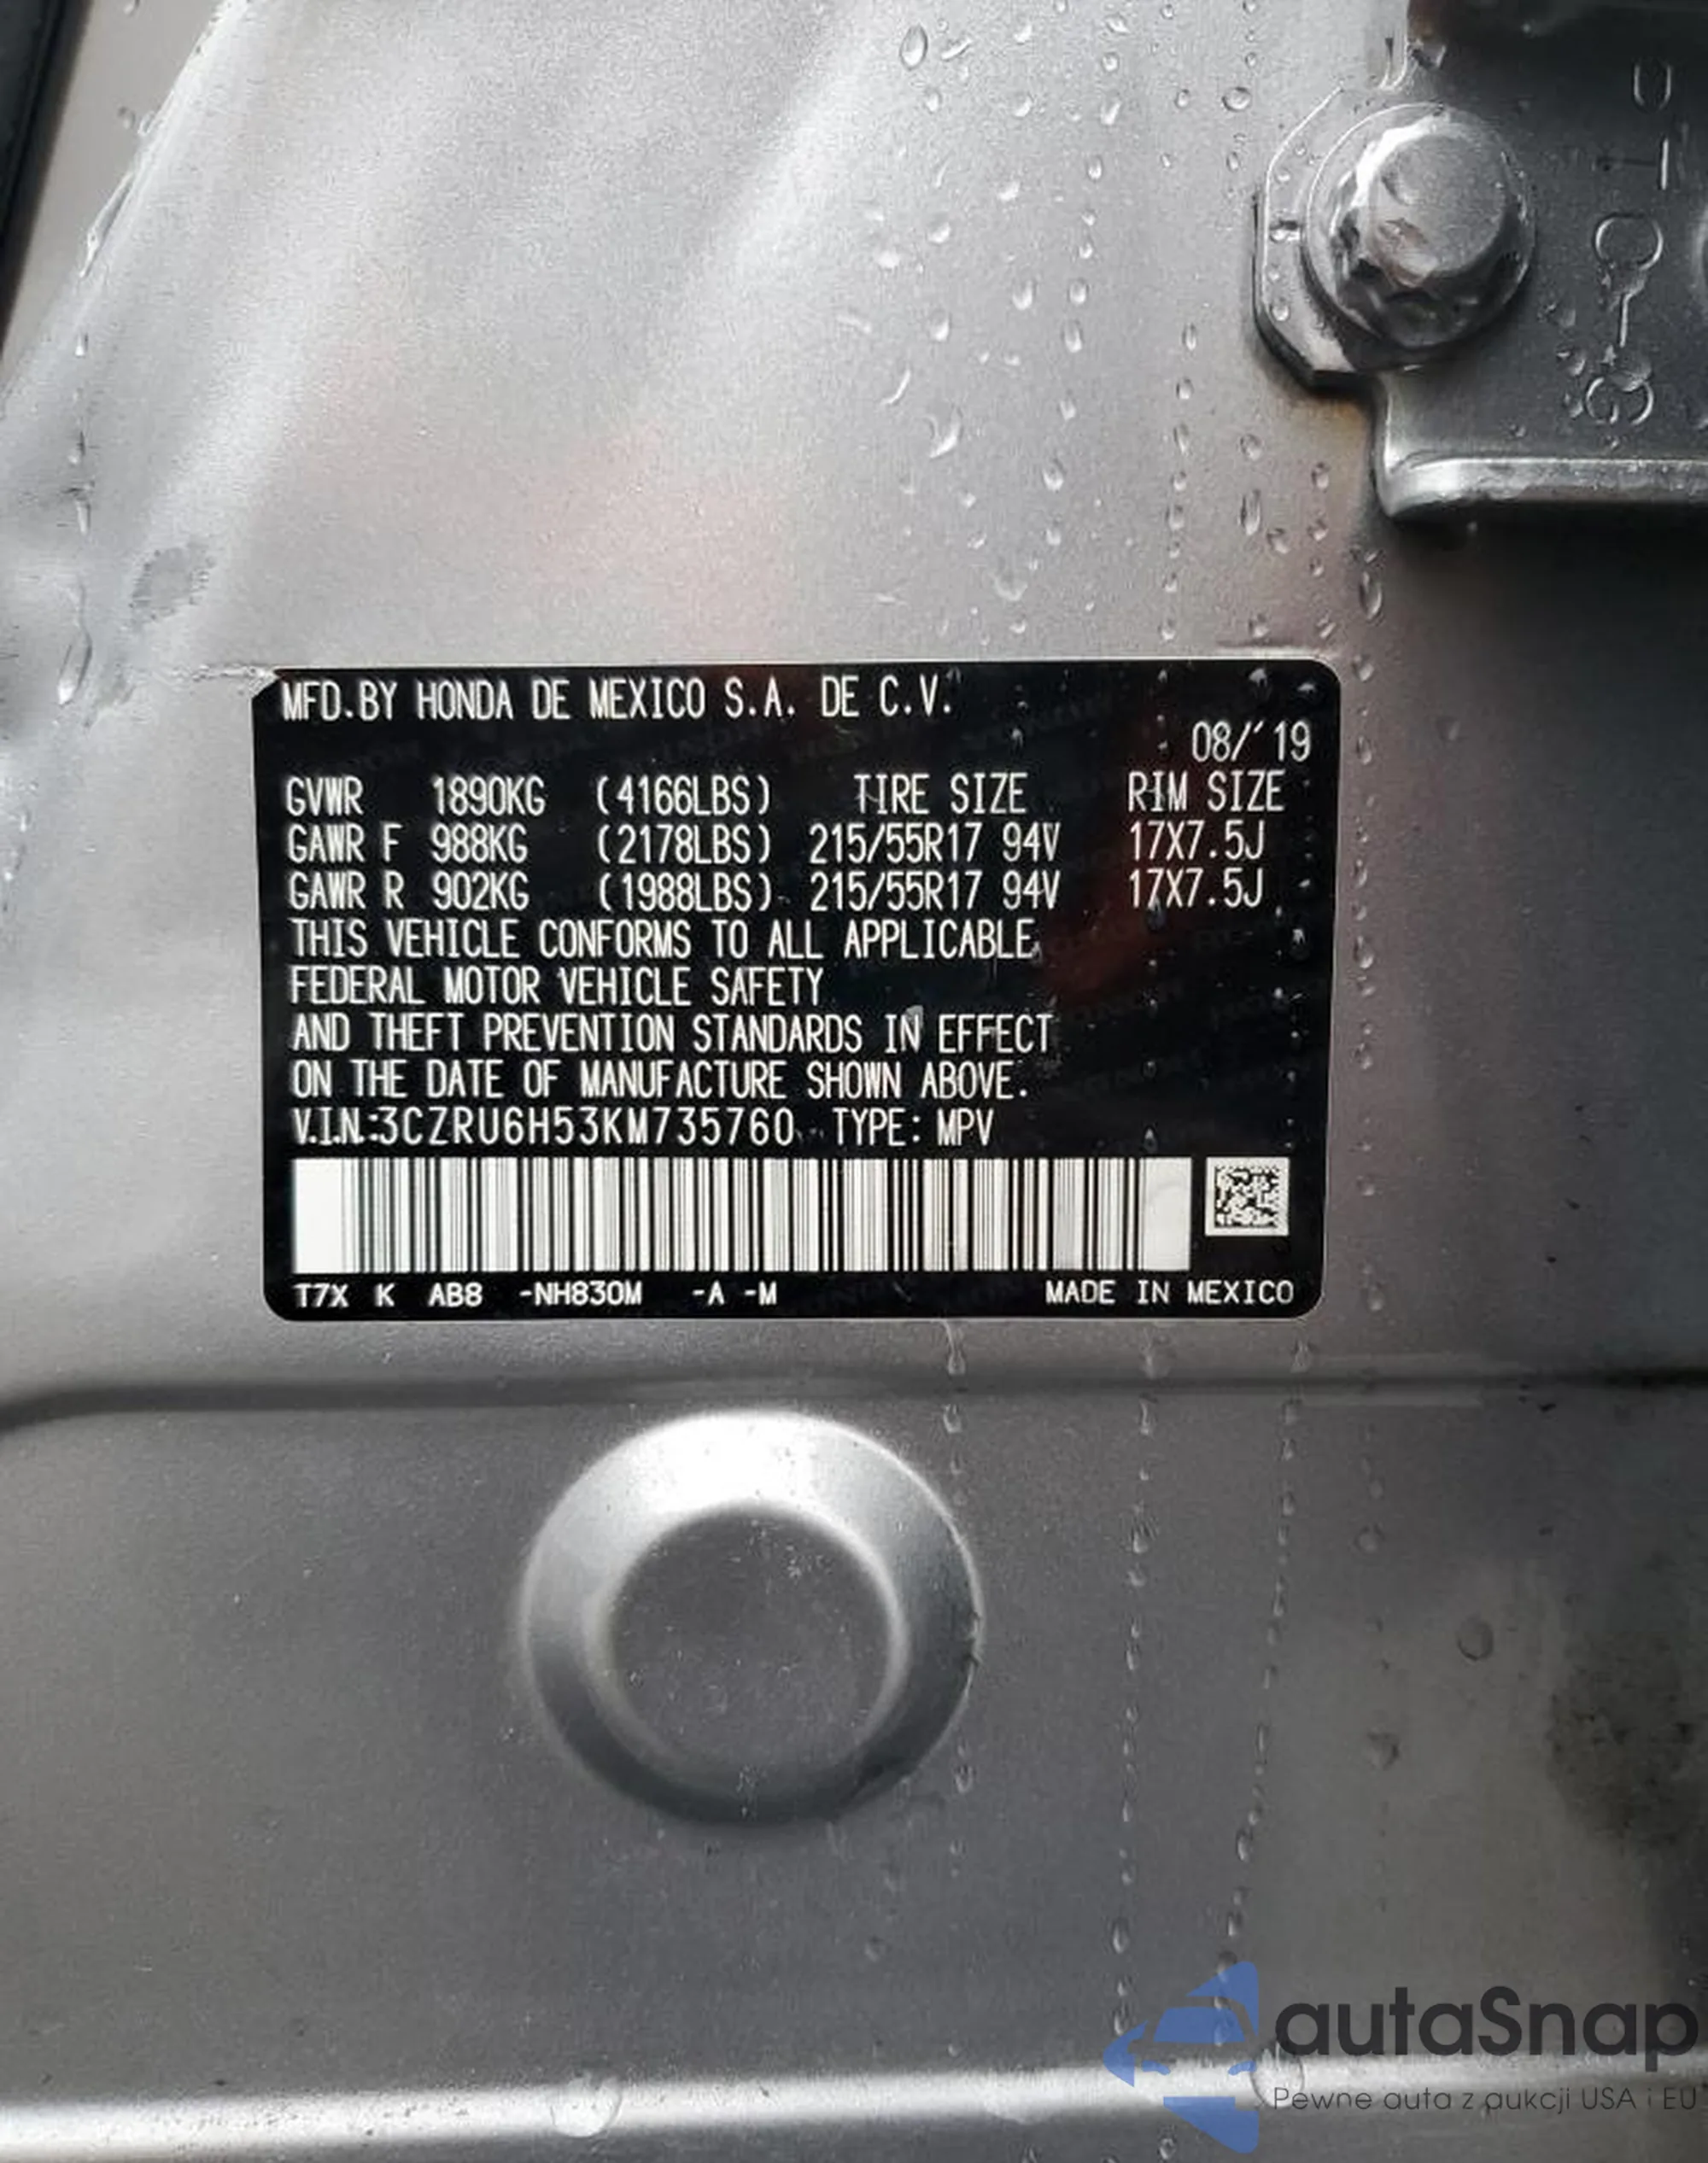 MFD.BY HONDA DE MEXICO S.A. DE C.V.
08/'19
GVWR 1890KG (4166LBS) TIRE SIZE RIM SIZE
GAWR F 988KG (2178LBS) 215/55R17 94V 17X7.5J
GAWR R 902KG (1988LBS) 215/55R17 94V 17X7.5J
THIS VEHICLE CONFORMS TO ALL APPLICABLE
FEDERAL MOTOR VEHICLE SAFETY
AND THEFT PREVENTION STANDARDS IN EFFECT
ON THE DATE OF MANUFACTURE SHOWN ABOVE.
V.I.N.:3CZRU6H53KM735760 TYPE: MPV
T7X K AB8 -NH830M -A -M MADE IN MEXICO
autaSnap
Pewne auta z aukcji USA i EU